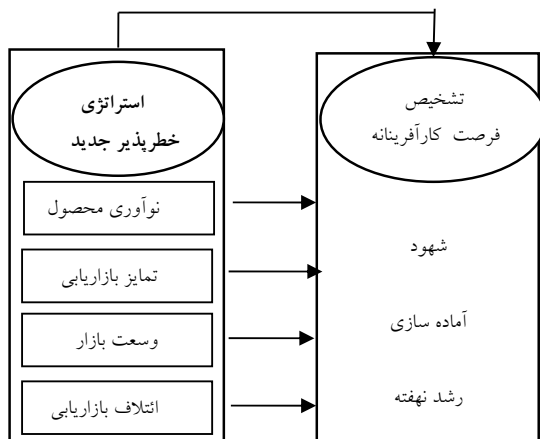 استراتژی
خطرپذیر جدید
نوآوری محصول
تمایز بازاریابی
وسعت بازار
ائتلاف بازاریابی
تشخیص
فرصت کارآفرینانه
شهود
آماده سازی
رشد نهفته